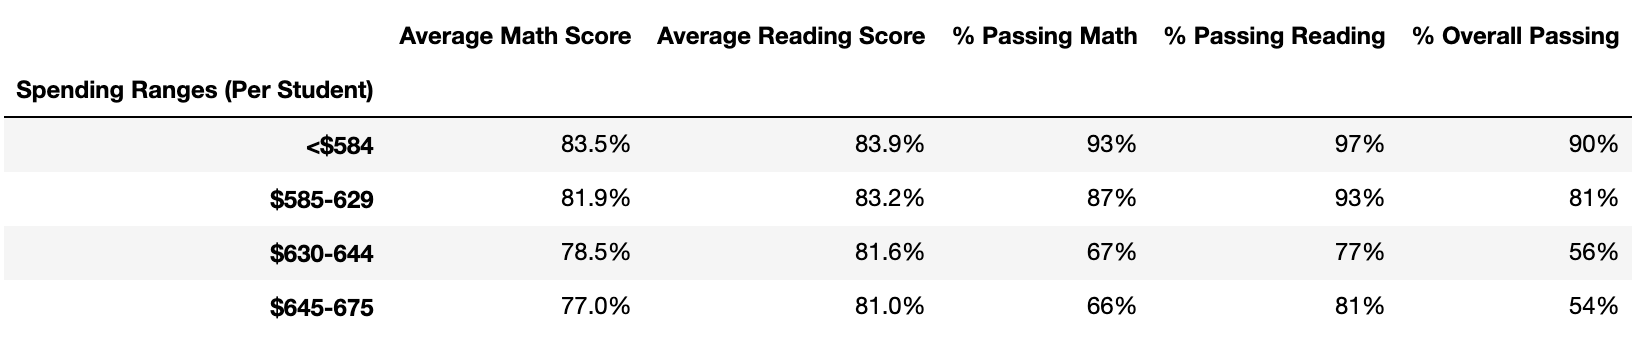 Average Math Score Average Reading Score % Passing Math % Passing Reading % Overall Passing
Spending Ranges (Per Student)
<$584 83.5% 83.9% 93% 97% 90%
$585-629 81.9% 83.2% 87% 93% 81%
$630-644 78.5% 81.6% 67% 77% 56%
$645-675 77.0% 81.0% 66% 81% 54%